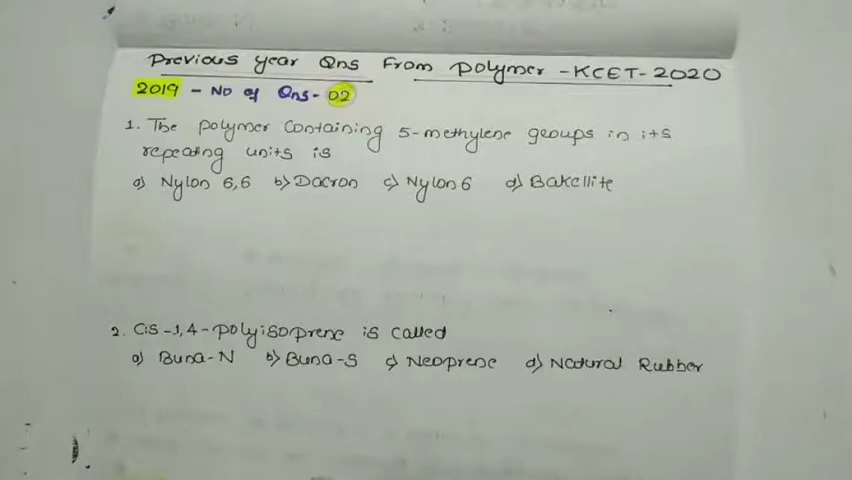 Previous year Qns From polymer - KCET - 2020
2019 - No of Qns - 02
1. The polymer containing 5-methylene groups in its
repeating units is
a) Nylon 6,6 b) Dacron c) Nylon 6 d) Bakellite
2. Cis-1,4-polyisoprene is called
a) Buna-N b) Buna-S c) Neoprene d) Natural Rubber